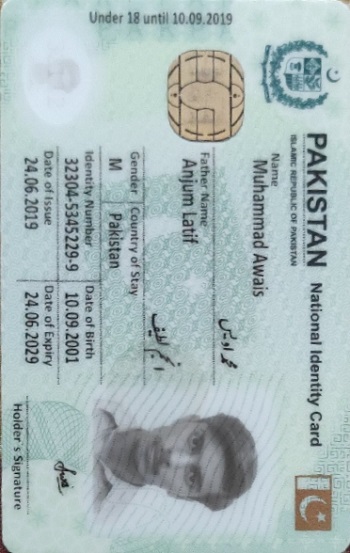 PAKISTAN National Identity Card
ISLAMIC REPUBLIC OF PAKISTAN
Name
Muhammad Awais
محمد اویس
Father Name
Anjum Latif
انجم لطیف
Gender Country of Stay
M Pakistan
Identity Number Date of Birth
32304-5345229-9 10.09.2001
Date of Issue Date of Expiry
24.06.2019 24.06.2029
Holder's Signature
Under 18 until 10.09.2019